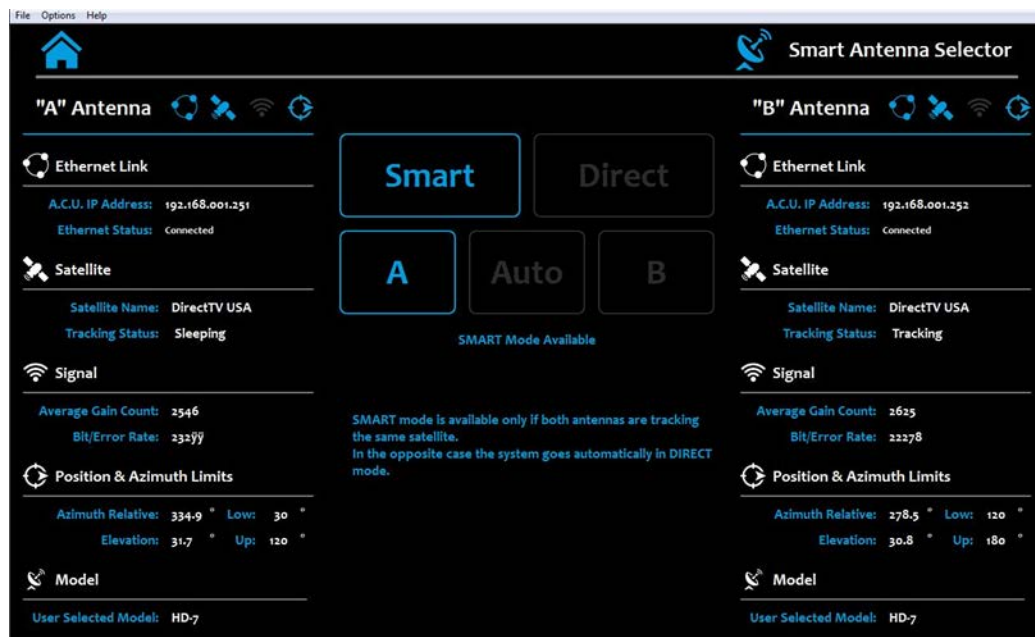 File Options Help
Smart Antenna Selector
"A" Antenna
Ethernet Link
A.C.U. IP Address: 192.168.001.251
Ethernet Status: Connected
Satellite
Satellite Name: DirectTV USA
Tracking Status: Sleeping
Signal
Average Gain Count: 2546
Bit/Error Rate: 232ÿÿ
Position & Azimuth Limits
Azimuth Relative: 334.9 ° Low: 30 °
Elevation: 31.7 ° Up: 120 °
Model
User Selected Model: HD-7
Smart Direct
A Auto B
SMART Mode Available
SMART mode is available only if both antennas are tracking
the same satellite.
In the opposite case the system goes automatically in DIRECT
mode.
"B" Antenna
Ethernet Link
A.C.U. IP Address: 192.168.001.252
Ethernet Status: Connected
Satellite
Satellite Name: DirectTV USA
Tracking Status: Tracking
Signal
Average Gain Count: 2625
Bit/Error Rate: 22278
Position & Azimuth Limits
Azimuth Relative: 278.5 ° Low: 120 °
Elevation: 30.8 ° Up: 180 °
Model
User Selected Model: HD-7